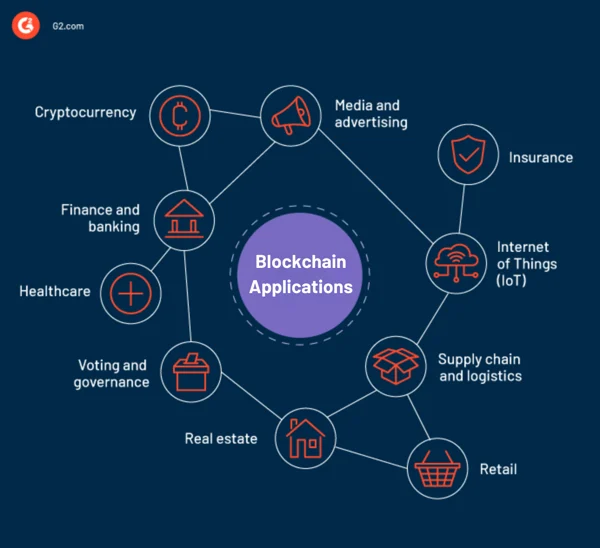 G2.com
Cryptocurrency
Media and
advertising
Insurance
Finance and
banking
Internet
of Things
(IoT)
Blockchain
Applications
Healthcare
Voting and
governance
Supply chain
and logistics
Real estate
Retail